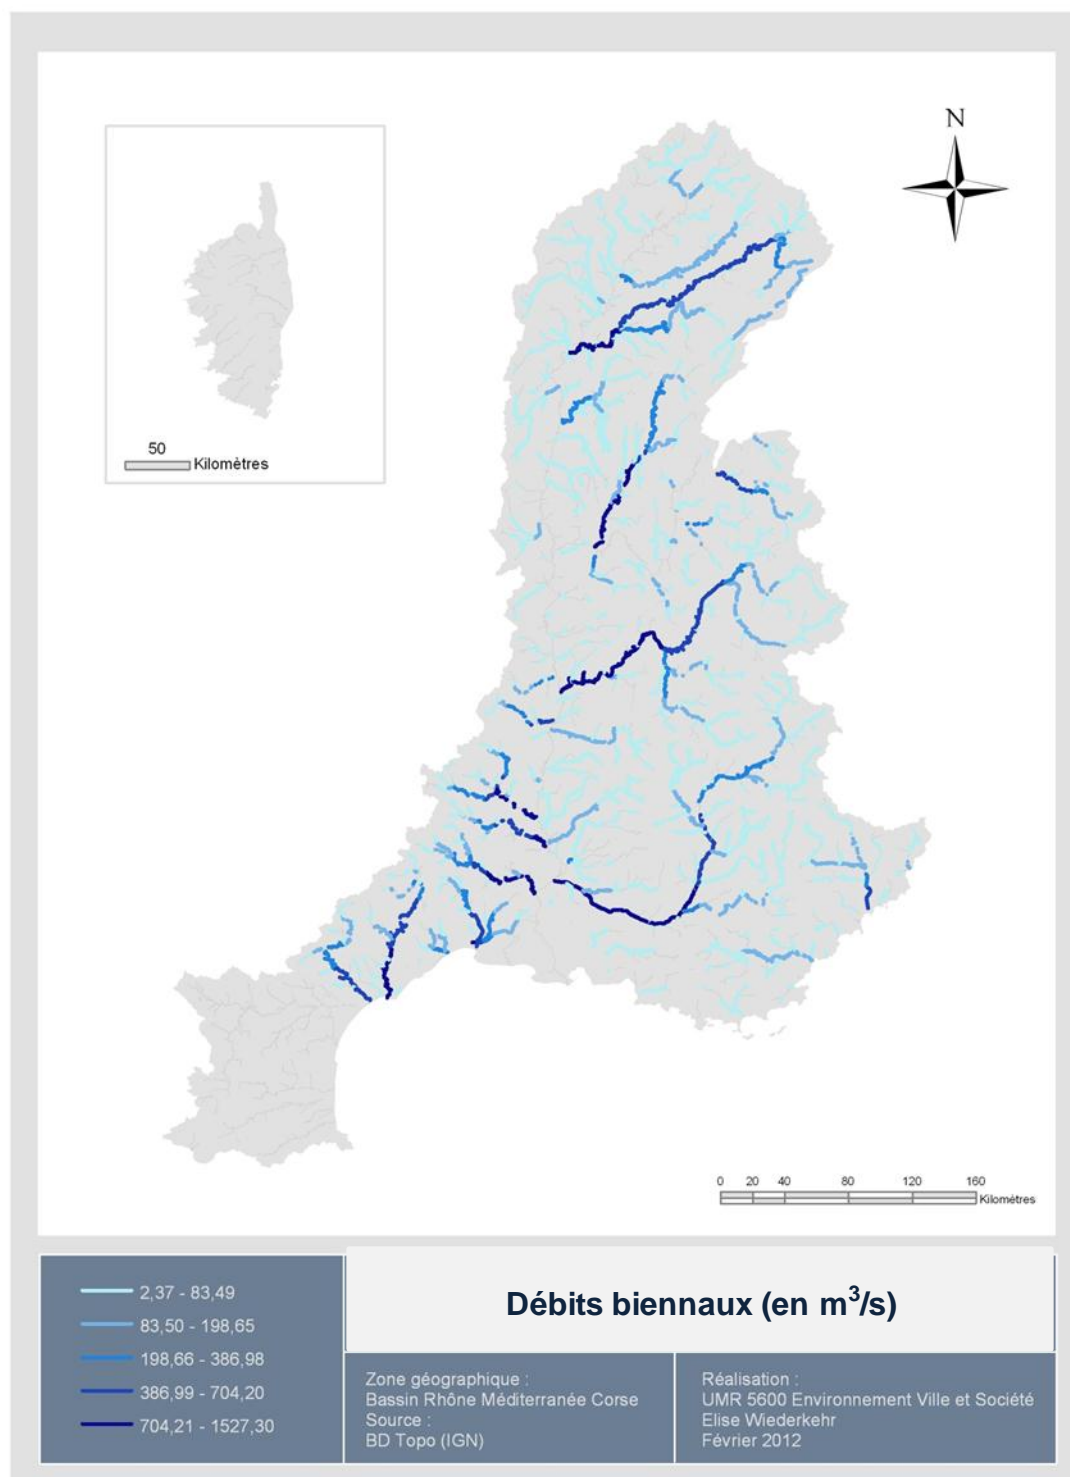 N
50
Kilomètres
0 20 40 80 120 160
Kilomètres
2,37 - 83,49
83,50 - 198,65
198,66 - 386,98
386,99 - 704,20
704,21 - 1527,30
Débits biennaux (en m³/s)
Zone géographique :
Bassin Rhône Méditerranée Corse
Source :
BD Topo (IGN)
Réalisation :
UMR 5600 Environnement Ville et Société
Elise Wiederkehr
Février 2012